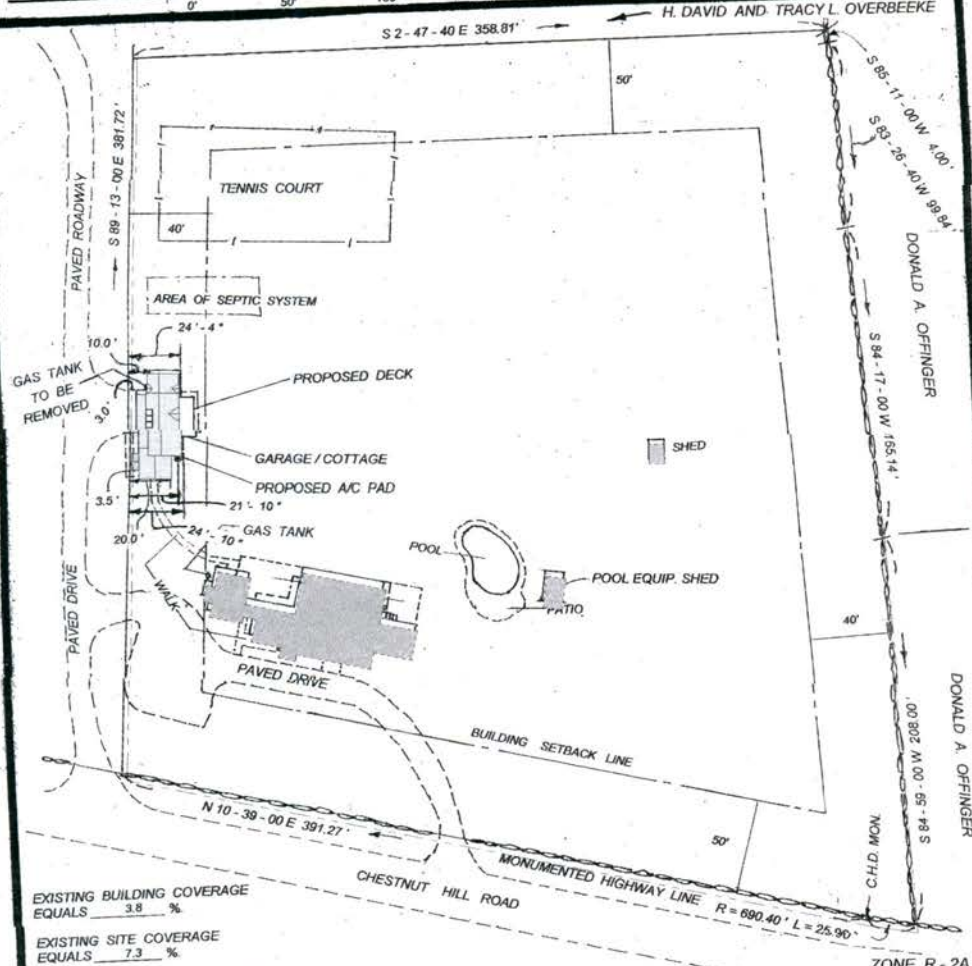 0' 50'
S 2 - 47 - 40 E 358.81'
H. DAVID AND TRACY L. OVERBEEKE
S 85 - 11 - 00 W 4.00'
S 83 - 26 - 40 W 99.84
50'
S 89 - 13 - 00 E 381.72'
PAVED ROADWAY
TENNIS COURT
40'
DONALD A. OFFINGER
AREA OF SEPTIC SYSTEM
24' - 4"
10.0'
GAS TANK
TO BE
REMOVED
3.0'
PROPOSED DECK
S 84 - 17 - 00 W 165.14'
SHED
GARAGE / COTTAGE
PROPOSED A/C PAD
3.5'
21' - 10"
20.0'
24' - 10"
GAS TANK
POOL
POOL EQUIP. SHED
PATIO
WALK
PAVED DRIVE
40'
PAVED DRIVE
BUILDING SETBACK LINE
S 84 - 59 - 00 W 208.00'
DONALD A. OFFINGER
N 10 - 39 - 00 E 391.27'
50'
C.H.D. MON.
MONUMENTED HIGHWAY LINE R = 690.40' L = 25.90'
CHESTNUT HILL ROAD
EXISTING BUILDING COVERAGE
EQUALS 3.8 %
EXISTING SITE COVERAGE
EQUALS 7.3 %
ZONE R - 2A